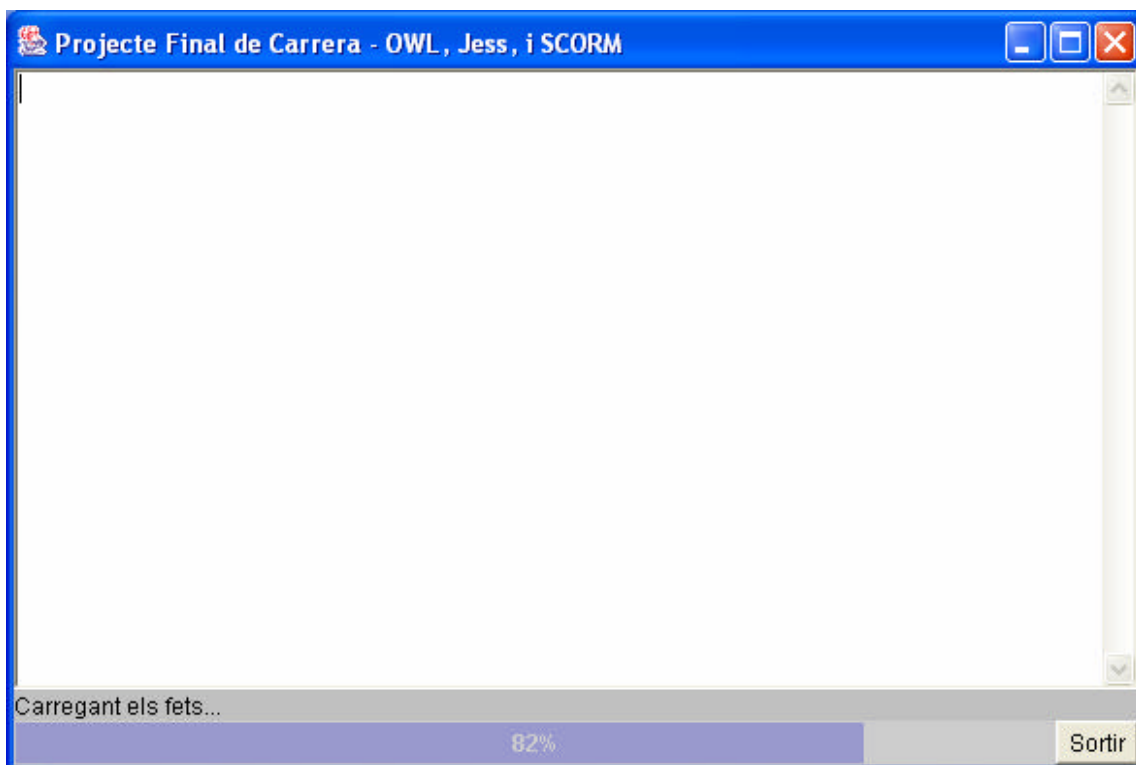 Projecte Final de Carrera - OWL, Jess, i SCORM
Carregant els fets...
82%
Sortir